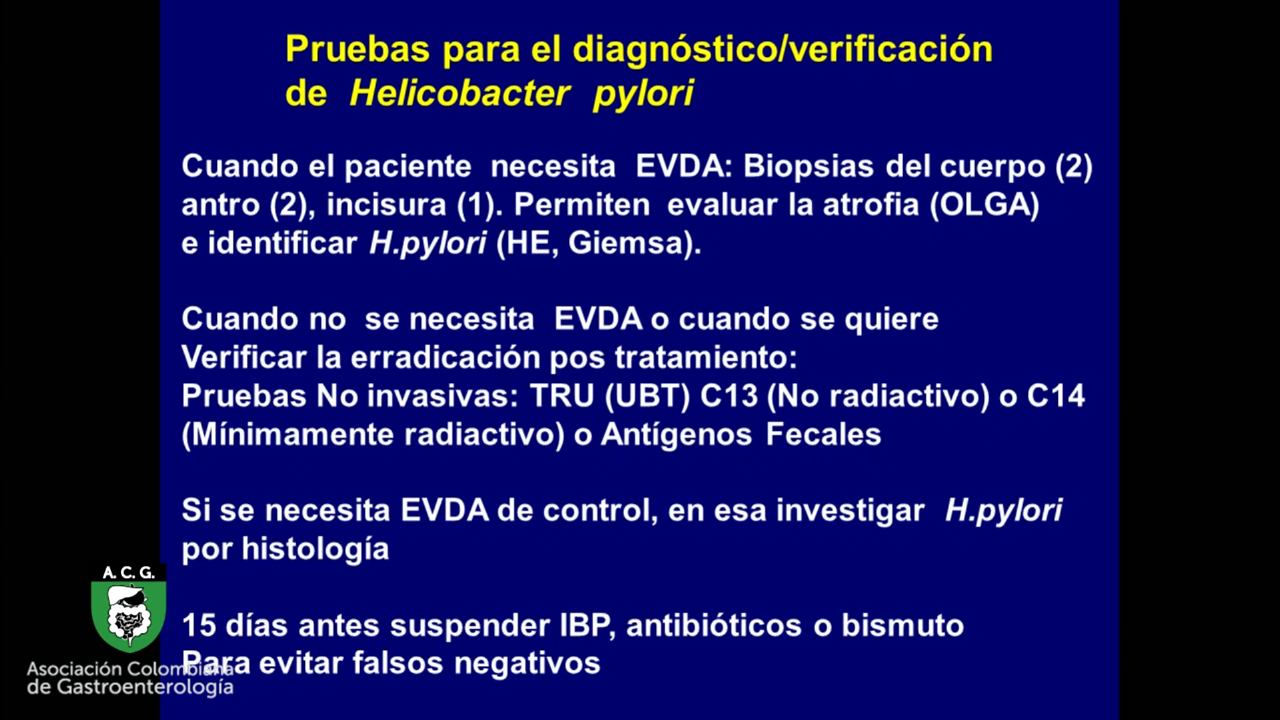 Pruebas para el diagnóstico/verificación
de Helicobacter pylori
Cuando el paciente necesita EVDA: Biopsias del cuerpo (2)
antro (2), incisura (1). Permiten evaluar la atrofia (OLGA)
e identificar H.pylori (HE, Giemsa).
Cuando no se necesita EVDA o cuando se quiere
Verificar la erradicación pos tratamiento:
Pruebas No invasivas: TRU (UBT) C13 (No radiactivo) o C14
(Mínimamente radiactivo) o Antígenos Fecales
Si se necesita EVDA de control, en esa investigar H.pylori
por histología
15 días antes suspender IBP, antibióticos o bismuto
Para evitar falsos negativos
A. C. G.
Asociación Colombiana
de Gastroenterología